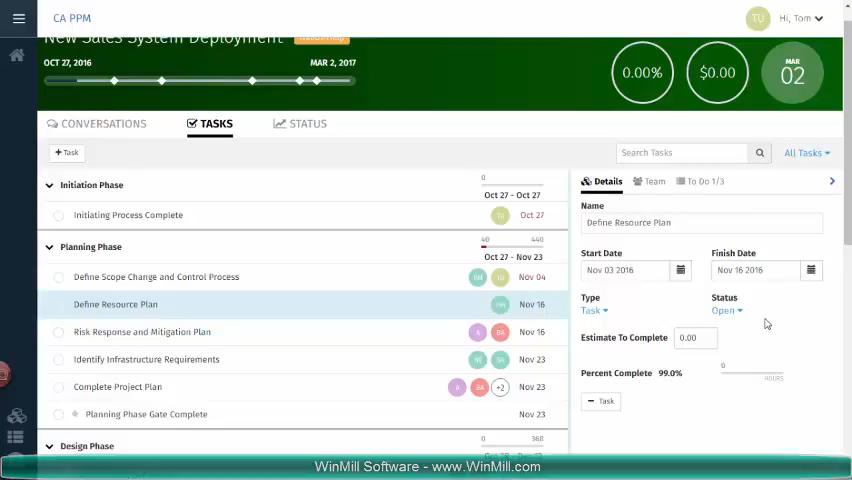 CA PPM
TU Hi, Tom
New Sales System Deployment
OCT 27, 2016 MAR 2, 2017
0.00% $0.00 MAR 02
CONVERSATIONS TASKS STATUS
+ Task Search Tasks All Tasks
Initiation Phase 0
Oct 27 - Oct 27
Initiating Process Complete TU Oct 27
Planning Phase 40 440
Oct 27 - Nov 23
Define Scope Change and Control Process TU Nov 04
Define Resource Plan Nov 16
Risk Response and Mitigation Plan A BA Nov 16
Identify Infrastructure Requirements Nov 23
Complete Project Plan A BA +2 Nov 23
Planning Phase Gate Complete Nov 23
Design Phase 0 368
Details Team To Do 1/3
Name
Define Resource Plan
Start Date Finish Date
Nov 03 2016 Nov 16 2016
Type Status
Task Open
Estimate To Complete 0.00
Percent Complete 99.0% 0
HOURS
− Task
WinMill Software - www.WinMill.com